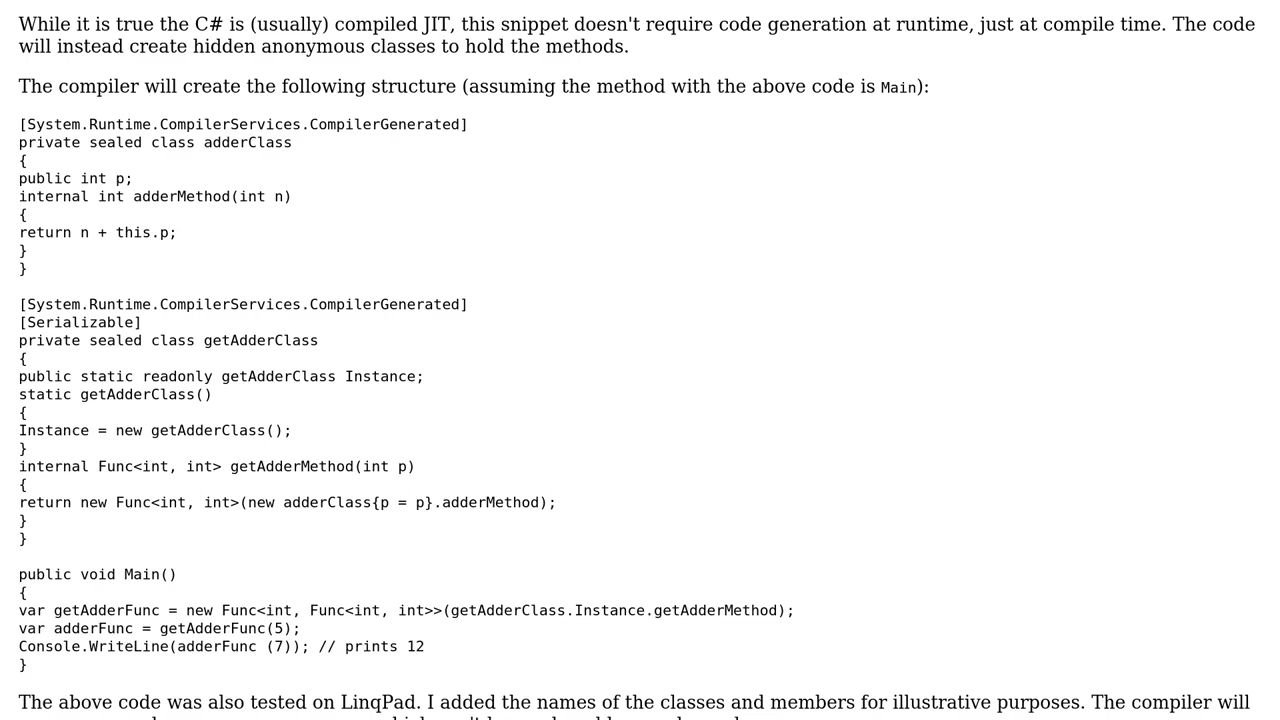 While it is true the C# is (usually) compiled JIT, this snippet doesn't require code generation at runtime, just at compile time. The code
will instead create hidden anonymous classes to hold the methods.
The compiler will create the following structure (assuming the method with the above code is Main):
[System.Runtime.CompilerServices.CompilerGenerated]
private sealed class adderClass
{
public int p;
internal int adderMethod(int n)
{
return n + this.p;
}
}
[System.Runtime.CompilerServices.CompilerGenerated]
[Serializable]
private sealed class getAdderClass
{
public static readonly getAdderClass Instance;
static getAdderClass()
{
Instance = new getAdderClass();
}
internal Func<int, int> getAdderMethod(int p)
{
return new Func<int, int>(new adderClass{p = p}.adderMethod);
}
}
public void Main()
{
var getAdderFunc = new Func<int, Func<int, int>>(getAdderClass.Instance.getAdderMethod);
var adderFunc = getAdderFunc(5);
Console.WriteLine(adderFunc (7)); // prints 12
}
The above code was also tested on LinqPad. I added the names of the classes and members for illustrative purposes. The compiler will